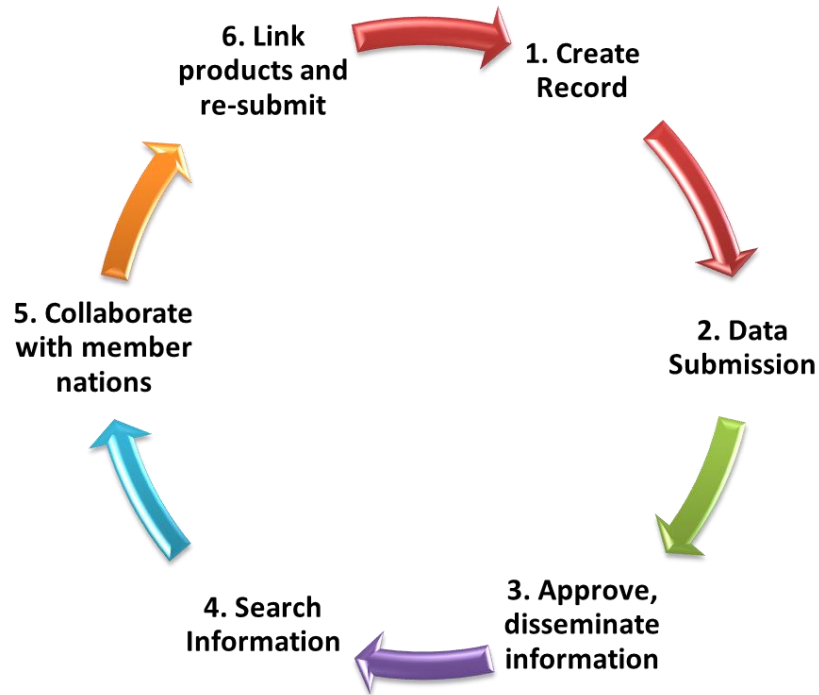 1. Create
Record
2. Data
Submission
3. Approve,
disseminate
information
4. Search
Information
5. Collaborate
with member
nations
6. Link
products and
re-submit